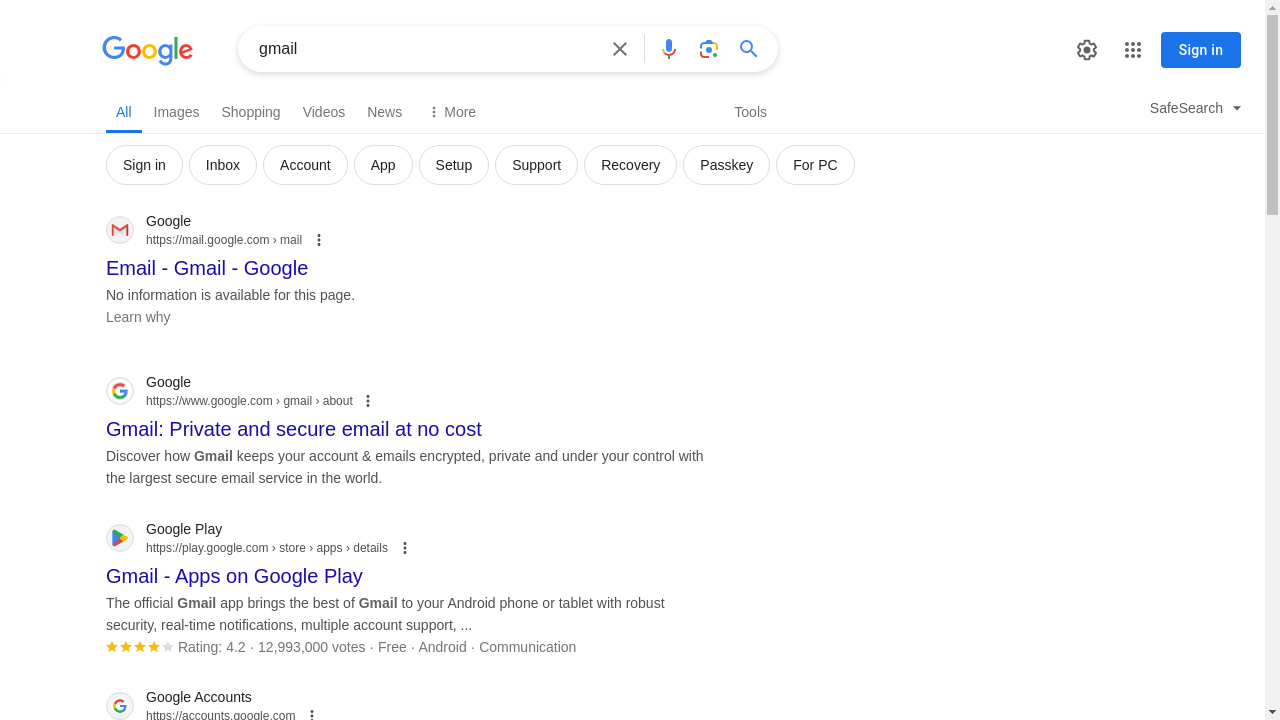 Google
gmail
Sign in
All Images Shopping Videos News More Tools SafeSearch
Sign in Inbox Account App Setup Support Recovery Passkey For PC
Google
https://mail.google.com › mail
Email - Gmail - Google
No information is available for this page.
Learn why
Google
https://www.google.com › gmail › about
Gmail: Private and secure email at no cost
Discover how Gmail keeps your account & emails encrypted, private and under your control with
the largest secure email service in the world.
Google Play
https://play.google.com › store › apps › details
Gmail - Apps on Google Play
The official Gmail app brings the best of Gmail to your Android phone or tablet with robust
security, real-time notifications, multiple account support, ...
Rating: 4.2 · 12,993,000 votes · Free · Android · Communication
Google Accounts
https://accounts.google.com